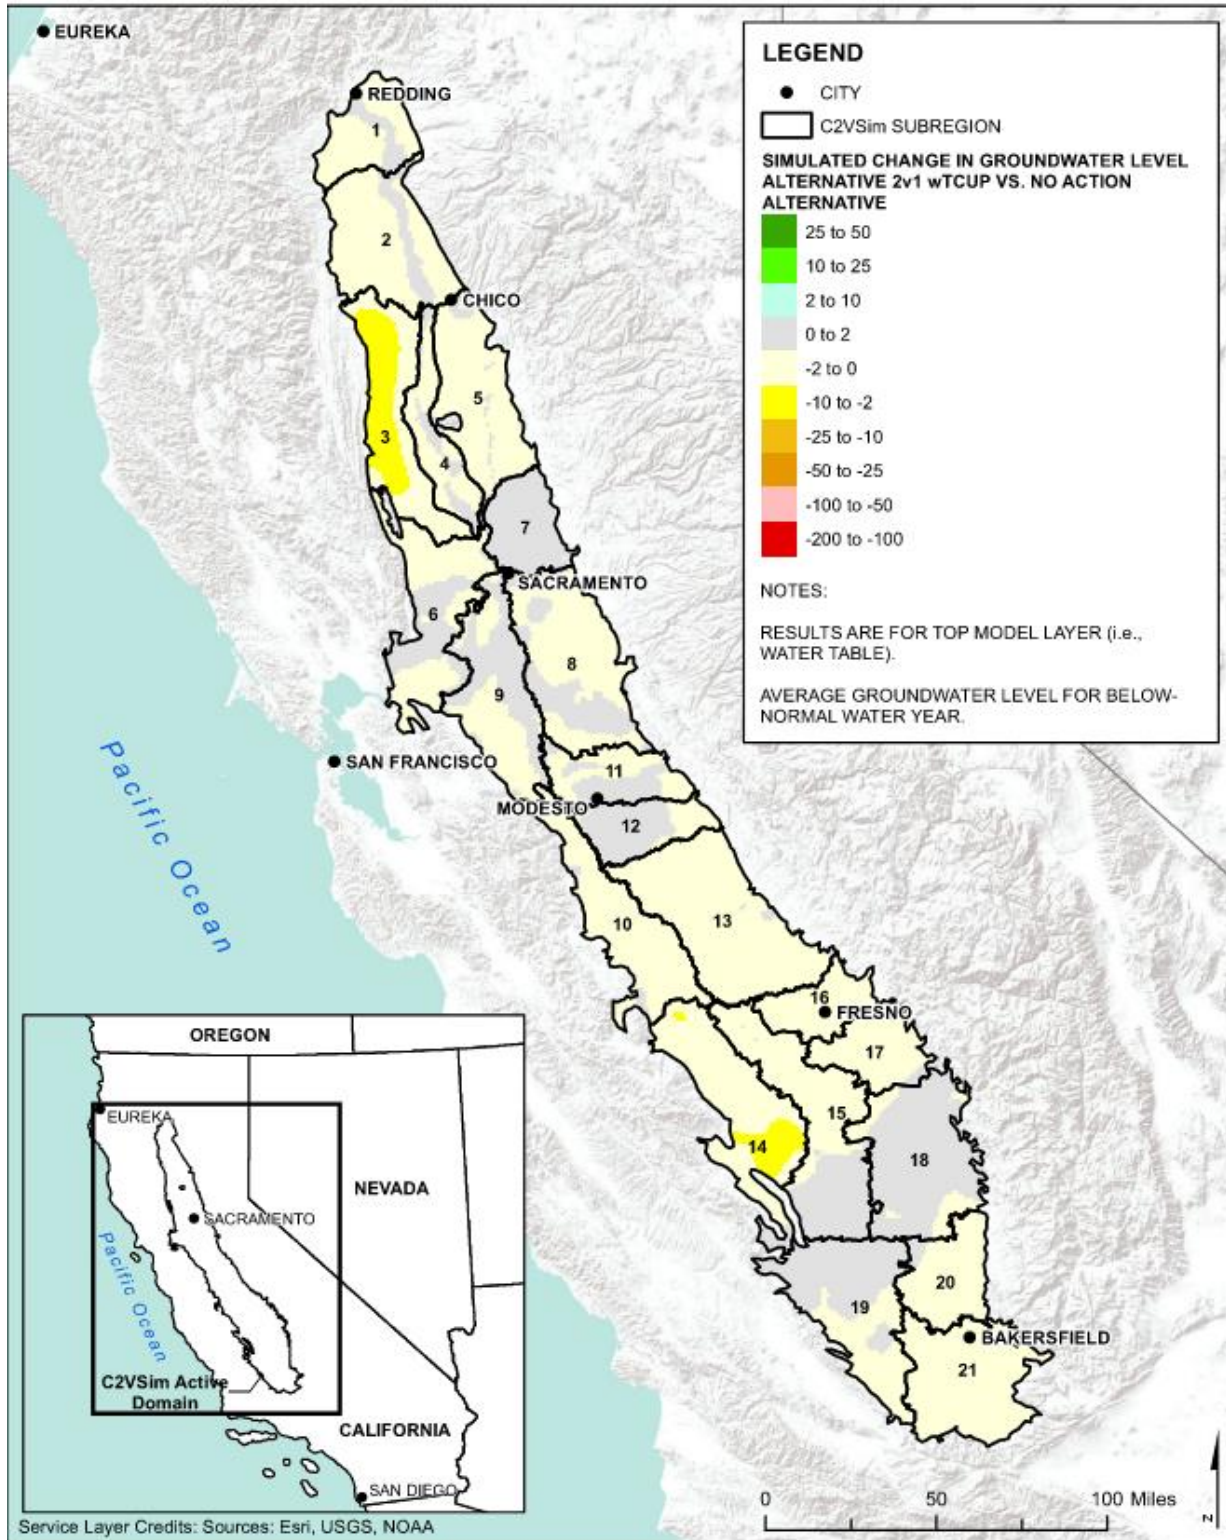 EUREKA
REDDING
1
2
CHICO
3
4
5
7
SACRAMENTO
6
8
9
SAN FRANCISCO
11
MODESTO
12
10
13
16
FRESNO
17
15
14
18
20
19
BAKERSFIELD
21
Pacific Ocean
LEGEND
CITY
C2VSim SUBREGION
SIMULATED CHANGE IN GROUNDWATER LEVEL
ALTERNATIVE 2v1 wTCUP VS. NO ACTION
ALTERNATIVE
25 to 50
10 to 25
2 to 10
0 to 2
-2 to 0
-10 to -2
-25 to -10
-50 to -25
-100 to -50
-200 to -100
NOTES:
RESULTS ARE FOR TOP MODEL LAYER (i.e.,
WATER TABLE).
AVERAGE GROUNDWATER LEVEL FOR BELOW-
NORMAL WATER YEAR.
OREGON
EUREKA
NEVADA
SACRAMENTO
Pacific Ocean
C2VSim Active
Domain
CALIFORNIA
SAN DIEGO
0 50 100 Miles
N
Service Layer Credits: Sources: Esri, USGS, NOAA